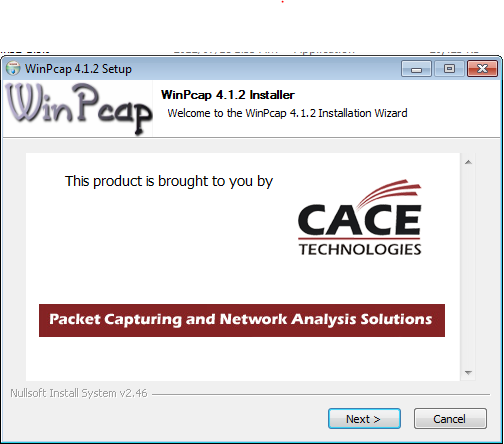 WinPcap 4.1.2 Setup
WinPcap
WinPcap 4.1.2 Installer
Welcome to the WinPcap 4.1.2 Installation Wizard
This product is brought to you by
CACE
TECHNOLOGIES
Packet Capturing and Network Analysis Solutions
Nullsoft Install System v2.46
Next >
Cancel